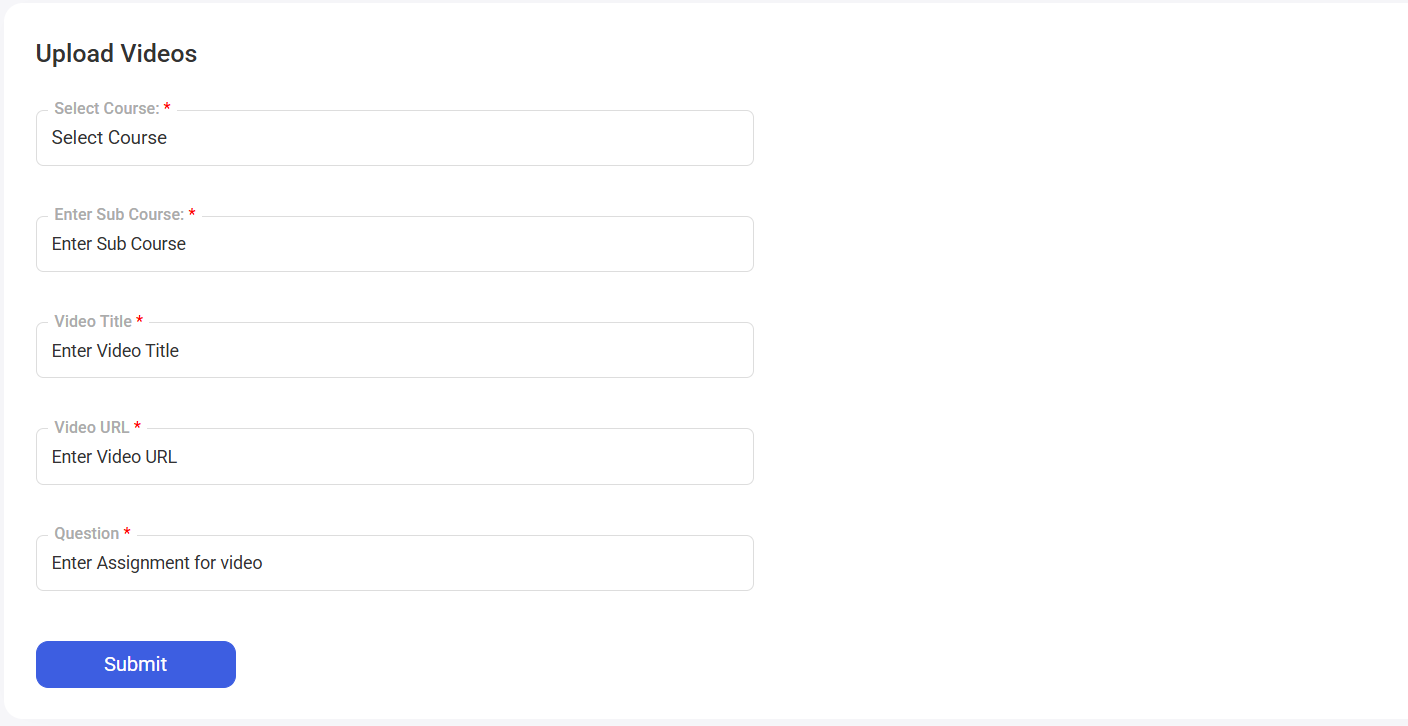 Upload Videos
Select Course: *
Select Course
Enter Sub Course: *
Enter Sub Course
Video Title *
Enter Video Title
Video URL *
Enter Video URL
Question *
Enter Assignment for video
Submit